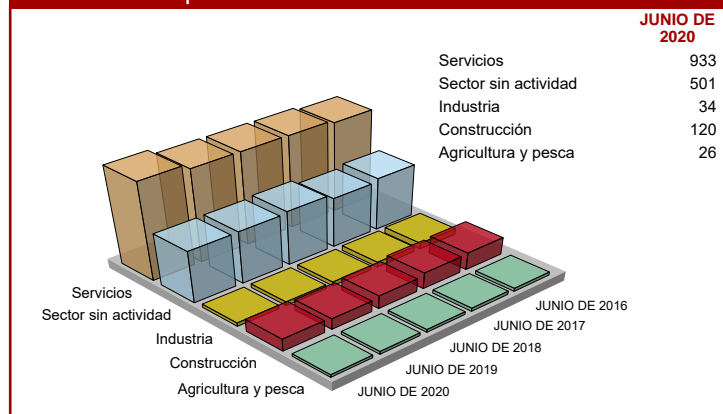 JUNIO DE
2020
Servicios 933
Sector sin actividad 501
Industria 34
Construcción 120
Agricultura y pesca 26
Servicios
Sector sin actividad
Industria
Construcción
Agricultura y pesca
JUNIO DE 2016
JUNIO DE 2017
JUNIO DE 2018
JUNIO DE 2019
JUNIO DE 2020